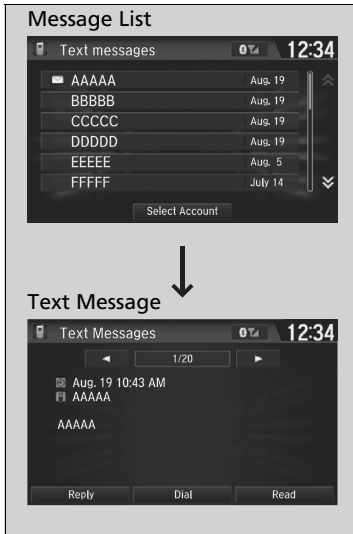 Message List
Text messages 12:34
AAAAA Aug. 19
BBBBB Aug. 19
CCCCC Aug. 19
DDDDD Aug. 19
EEEEE Aug. 5
FFFFF July 14
Select Account
Text Message
Text Messages 12:34
1/20
Aug. 19 10:43 AM
AAAAA
AAAAA
Reply Dial Read